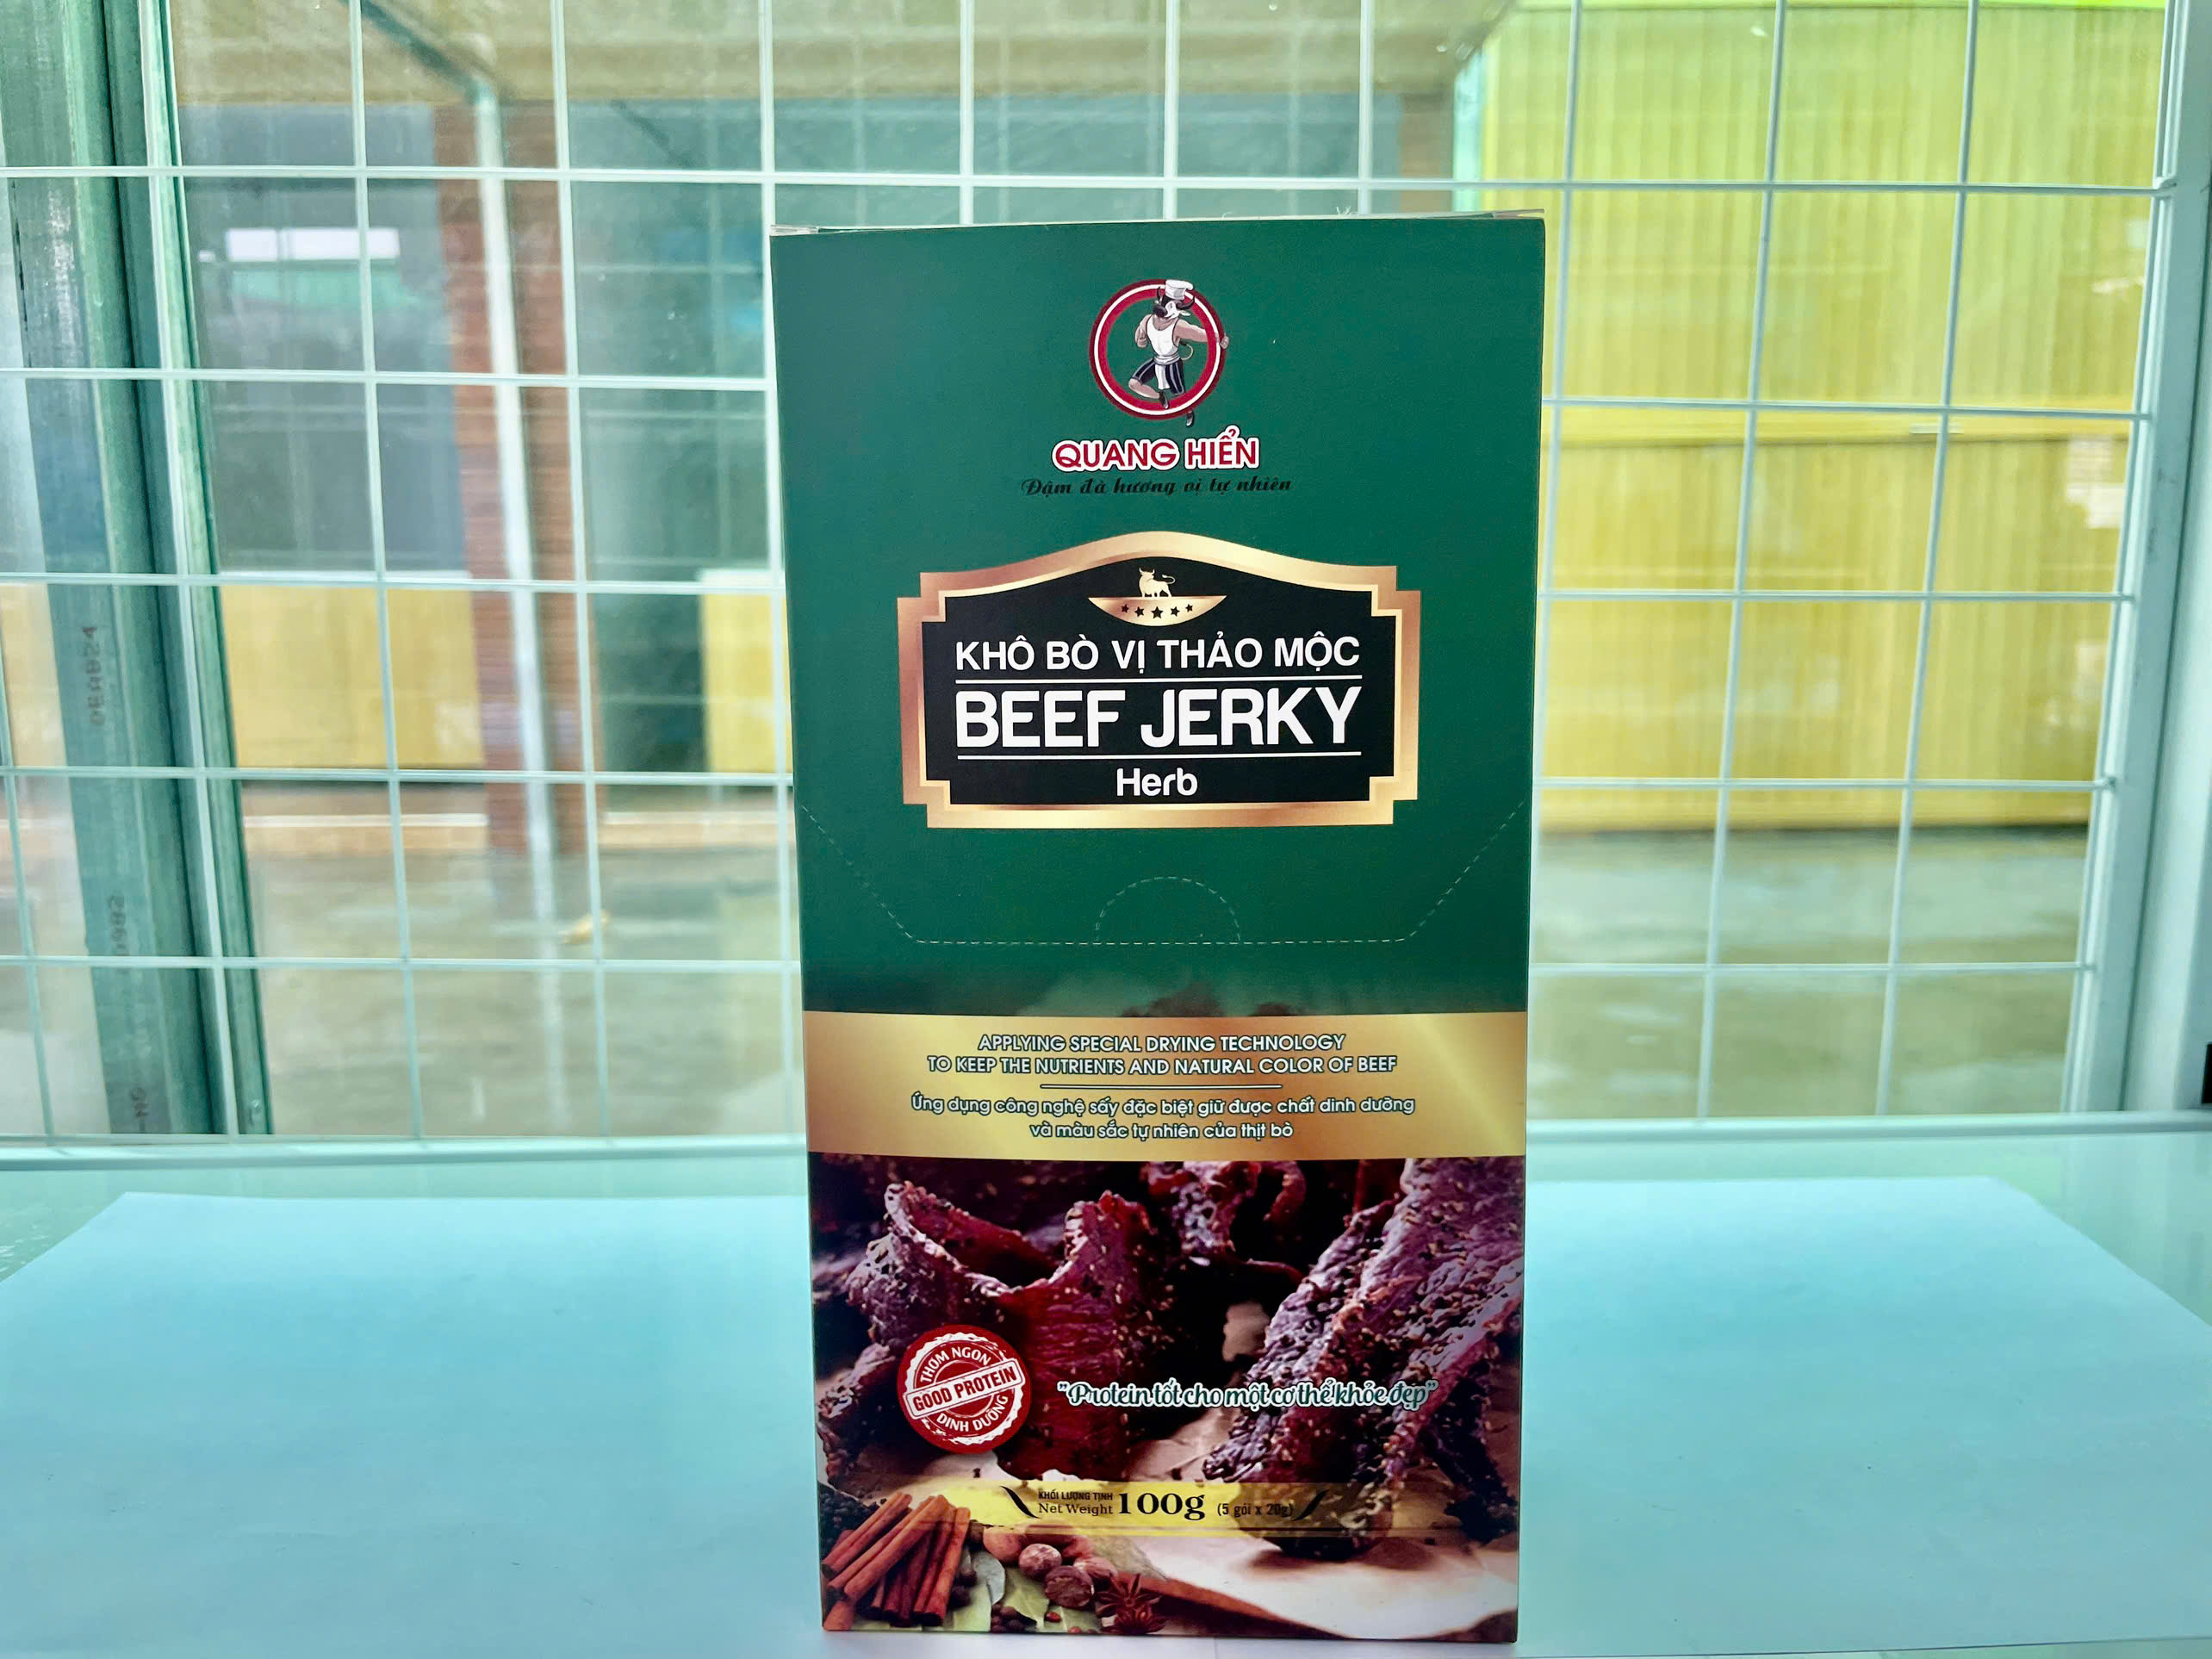 QUANG HIỂN
Đậm đà hương vị tự nhiên
KHÔ BÒ VỊ THẢO MỘC
BEEF JERKY
Herb
APPLYING SPECIAL DRYING TECHNOLOGY
TO KEEP THE NUTRIENTS AND NATURAL COLOR OF BEEF
Ứng dụng công nghệ sấy đặc biệt giữ được chất dinh dưỡng
và màu sắc tự nhiên của thịt bò
THƠM NGON
GOOD PROTEIN
DINH DƯỠNG
"Protein tốt cho một cơ thể khỏe đẹp"
KHỐI LƯỢNG TỊNH
Net Weight 100g (5 gói x 20g)